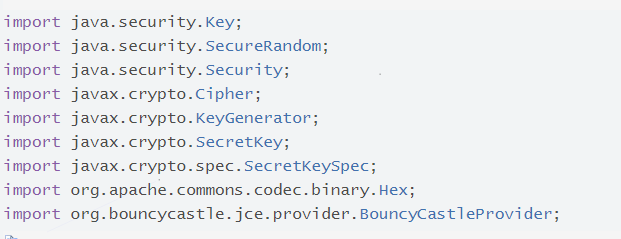 import java.security.Key;
import java.security.SecureRandom;
import java.security.Security;
import javax.crypto.Cipher;
import javax.crypto.KeyGenerator;
import javax.crypto.SecretKey;
import javax.crypto.spec.SecretKeySpec;
import org.apache.commons.codec.binary.Hex;
import org.bouncycastle.jce.provider.BouncyCastleProvider;